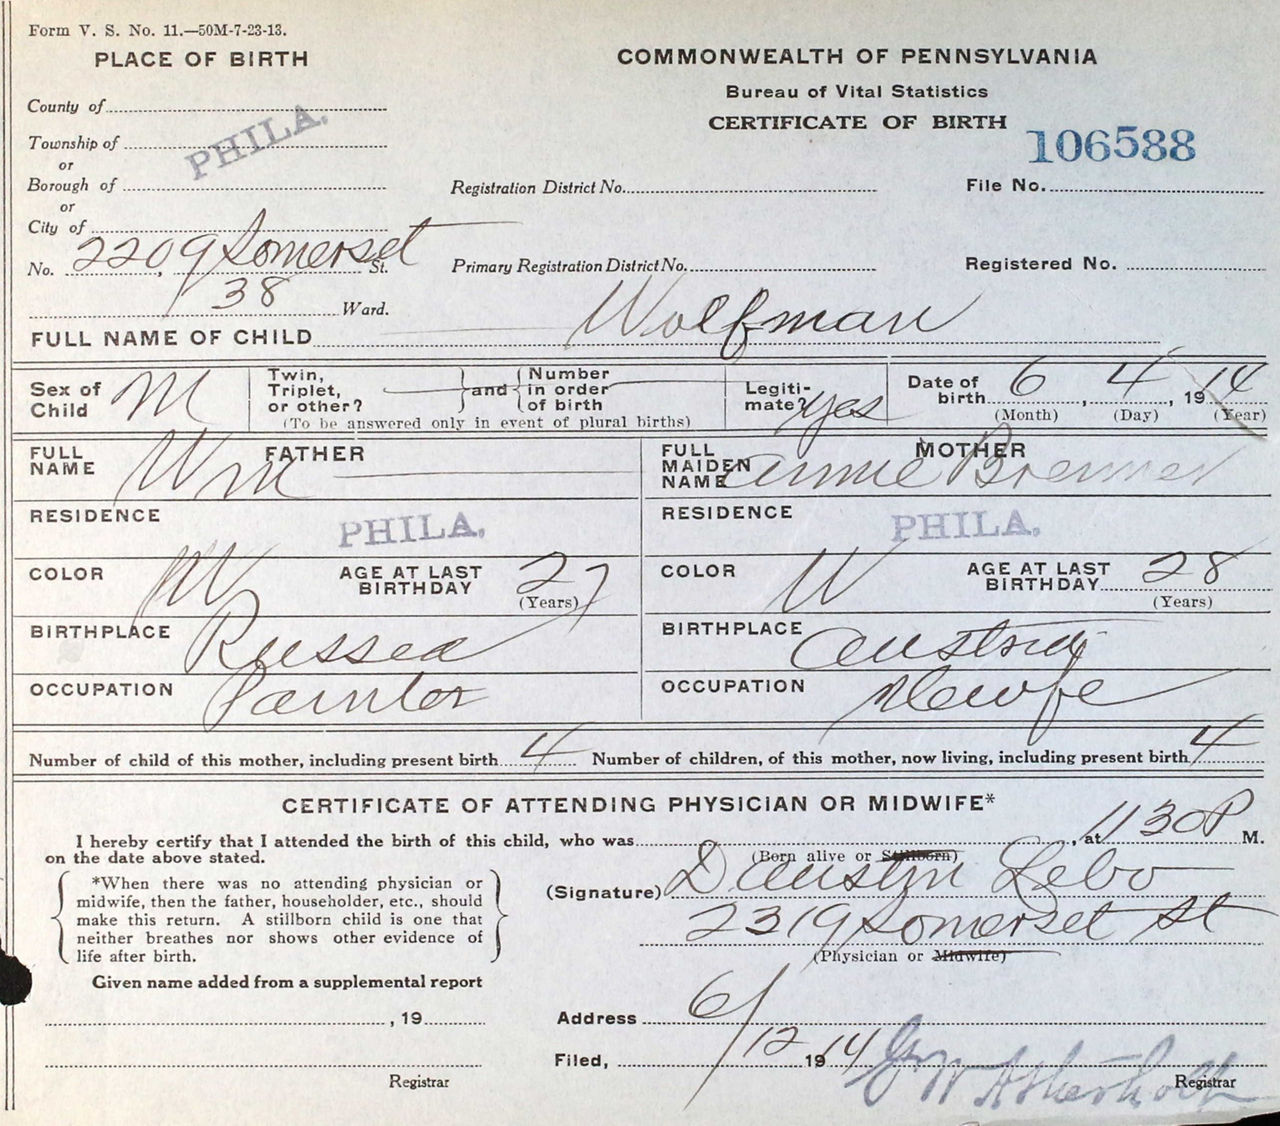 Form V. S. No. 11.—50M-7-23-13.
PLACE OF BIRTH
County of
Township of
or
Borough of
or
City of
PHILA.
No. 2209 Somerset St.
38 Ward.
COMMONWEALTH OF PENNSYLVANIA
Bureau of Vital Statistics
CERTIFICATE OF BIRTH
106588
Registration District No.
File No.
Primary Registration District No.
Registered No.
FULL NAME OF CHILD Wolfman
Sex of Child M
Twin, Triplet, or other?
and
Number in order of birth
(To be answered only in event of plural births)
Legitimate? yes
Date of birth 6, 4, 1914
(Month) (Day) (Year)
FATHER
FULL NAME Wm
RESIDENCE PHILA.
COLOR W
AGE AT LAST BIRTHDAY 27
(Years)
BIRTHPLACE Russea
OCCUPATION Painter
MOTHER
FULL MAIDEN NAME Annie Brenner
RESIDENCE PHILA.
COLOR W
AGE AT LAST BIRTHDAY 28
(Years)
BIRTHPLACE Austria
OCCUPATION Hewfe
Number of child of this mother, including present birth 4 Number of children, of this mother, now living, including present birth 4
CERTIFICATE OF ATTENDING PHYSICIAN OR MIDWIFE*
I hereby certify that I attended the birth of this child, who was , at 11 30 P M.
on the date above stated.
(Born alive or Stillborn)
*When there was no attending physician or
midwife, then the father, householder, etc., should
make this return. A stillborn child is one that
neither breathes nor shows other evidence of
life after birth.
(Signature) D Austin Lebo
2319 Somerset St
(Physician or Midwife)
Given name added from a supplemental report
, 19
Registrar
Address
Filed, 6/12 1914 Geo W
Registrar